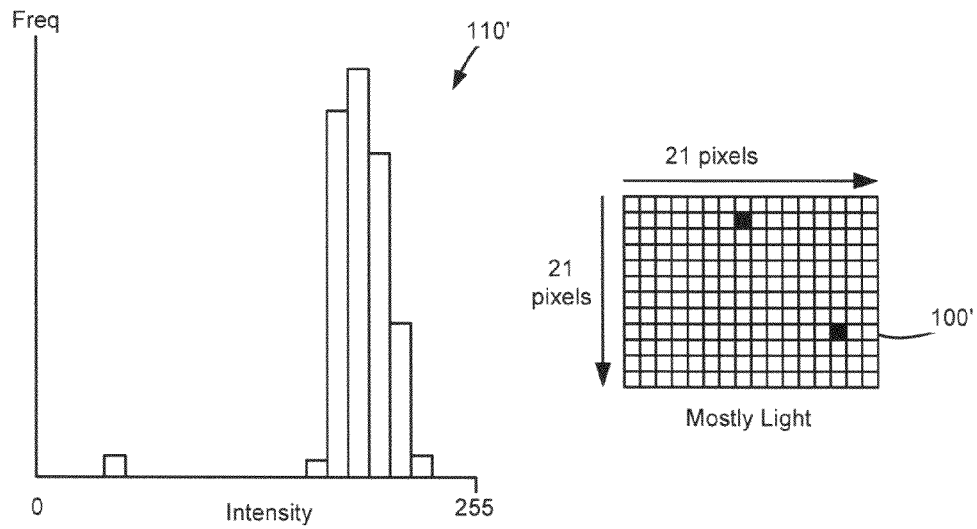 Freq
110'
21 pixels
21
pixels
100'
Mostly Light
0
Intensity
255